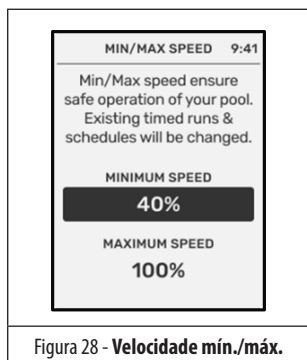 MIN/MAX SPEED 9:41
Min/Max speed ensure
safe operation of your pool.
Existing timed runs &
schedules will be changed.
MINIMUM SPEED
40%
MAXIMUM SPEED
100%
Figura 28 - Velocidade mín./máx.